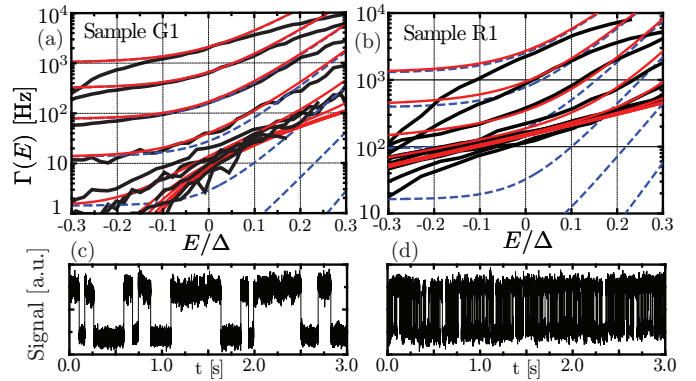 (a) Sample G1
(b) Sample R1
Γ(E) [Hz]
10⁴
10³
10²
10
1
10⁴
10³
10²
10
-0.3 -0.2 -0.1 0 0.1 0.2 0.3
-0.3 -0.2 -0.1 0 0.1 0.2 0.3
E/Δ
E/Δ
(c)
(d)
Signal [a.u.]
0.0 1.0 2.0 3.0
0.0 1.0 2.0 3.0
t [s]
t [s]